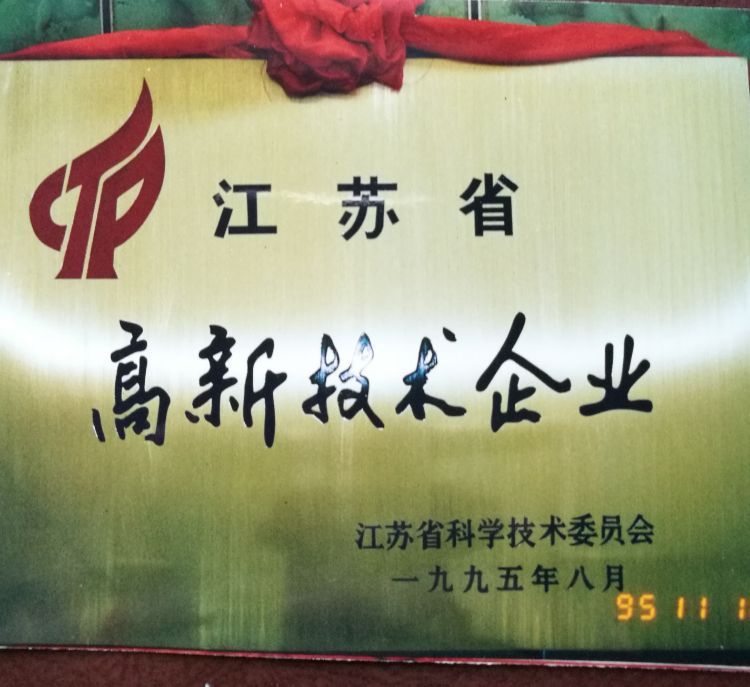 江苏省
高新技术企业
江苏省科学技术委员会
一九九五年八月
95 11 1